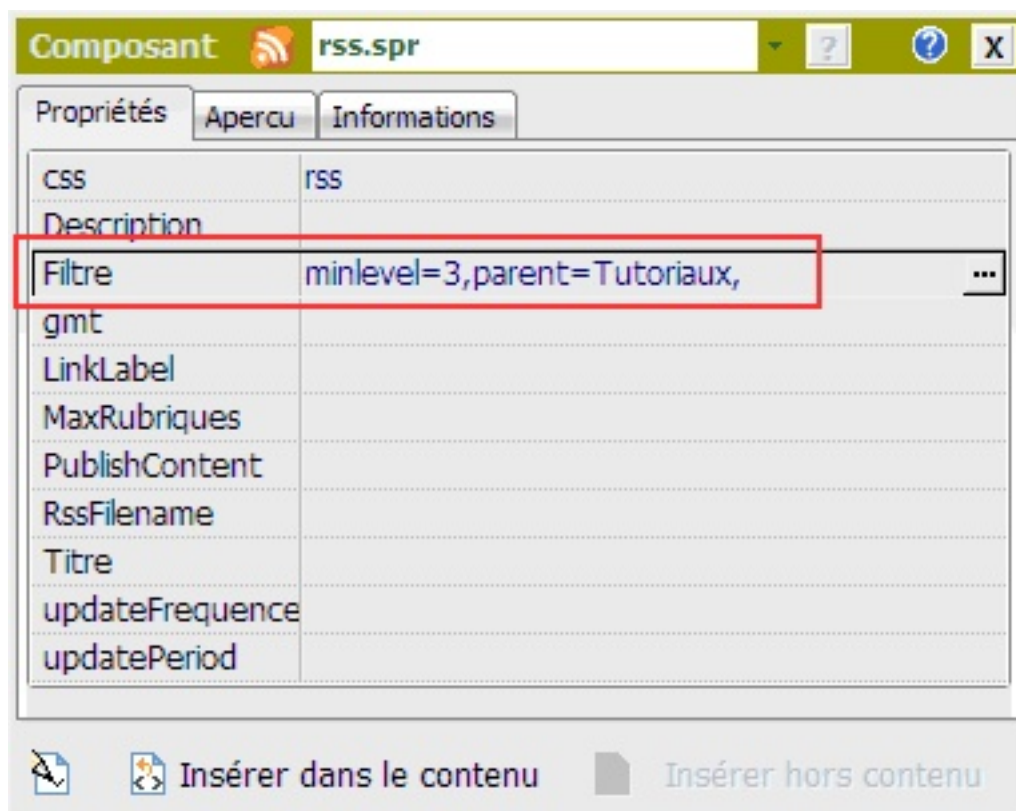 Composant rss.spr ? ? X
Propriétés Apercu Informations
css rss
Description
Filtre minlevel=3,parent=Tutoriaux, ...
gmt
LinkLabel
MaxRubriques
PublishContent
RssFilename
Titre
updateFrequence
updatePeriod
Insérer dans le contenu Insérer hors contenu